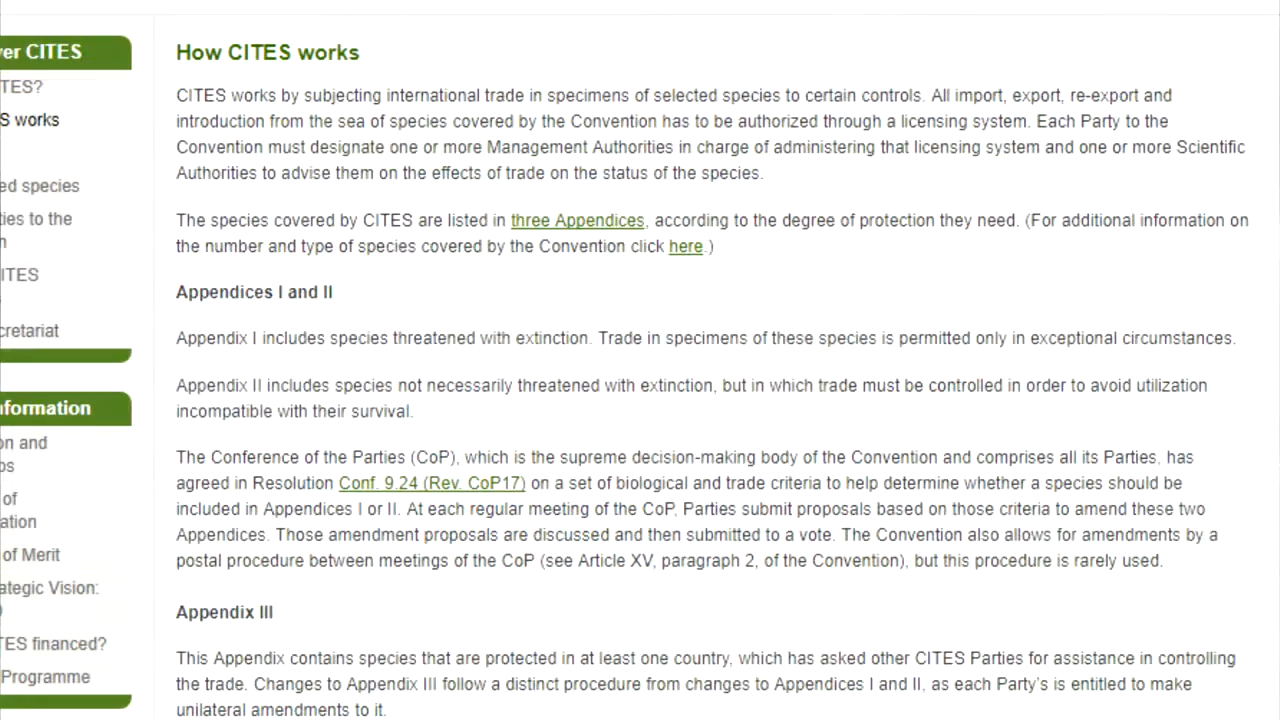 er CITES
TES?
S works
ed species
ties to the
ITES
cretariat
formation
on and
of
ation
of Merit
ategic Vision:
TES financed?
Programme
How CITES works
CITES works by subjecting international trade in specimens of selected species to certain controls. All import, export, re-export and
introduction from the sea of species covered by the Convention has to be authorized through a licensing system. Each Party to the
Convention must designate one or more Management Authorities in charge of administering that licensing system and one or more Scientific
Authorities to advise them on the effects of trade on the status of the species.
The species covered by CITES are listed in three Appendices, according to the degree of protection they need. (For additional information on
the number and type of species covered by the Convention click here.)
Appendices I and II
Appendix I includes species threatened with extinction. Trade in specimens of these species is permitted only in exceptional circumstances.
Appendix II includes species not necessarily threatened with extinction, but in which trade must be controlled in order to avoid utilization
incompatible with their survival.
The Conference of the Parties (CoP), which is the supreme decision-making body of the Convention and comprises all its Parties, has
agreed in Resolution Conf. 9.24 (Rev. CoP17) on a set of biological and trade criteria to help determine whether a species should be
included in Appendices I or II. At each regular meeting of the CoP, Parties submit proposals based on those criteria to amend these two
Appendices. Those amendment proposals are discussed and then submitted to a vote. The Convention also allows for amendments by a
postal procedure between meetings of the CoP (see Article XV, paragraph 2, of the Convention), but this procedure is rarely used.
Appendix III
This Appendix contains species that are protected in at least one country, which has asked other CITES Parties for assistance in controlling
the trade. Changes to Appendix III follow a distinct procedure from changes to Appendices I and II, as each Party's is entitled to make
unilateral amendments to it.